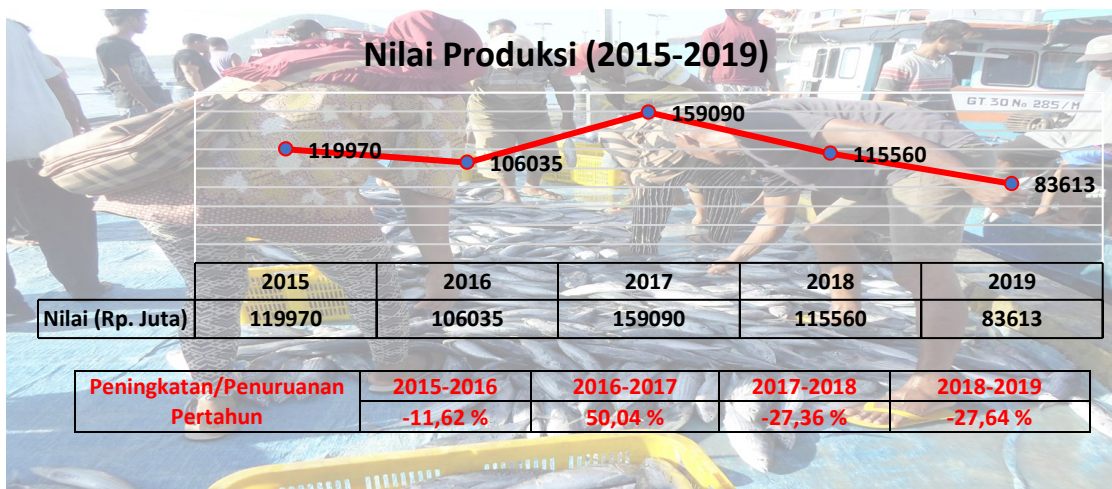 Nilai Produksi (2015-2019)
GT.30 No 285/M
159090
119970
115560
106035
83613
2015 2016 2017 2018 2019
Nilai (Rp. Juta) 119970 106035 159090 115560 83613
Peningkatan/Penuruanan Pertahun 2015-2016 2016-2017 2017-2018 2018-2019
-11,62 % 50,04 % -27,36 % -27,64 %